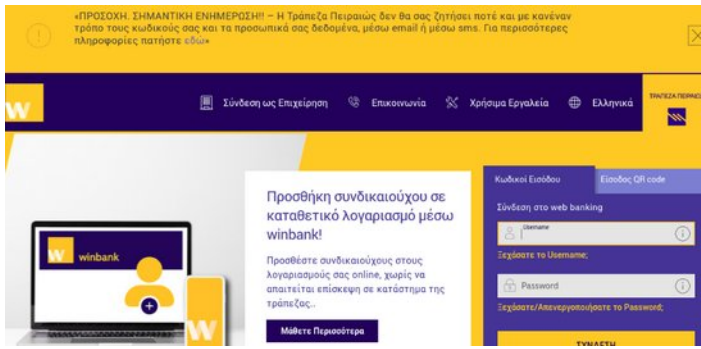 «ΠΡΟΣΟΧΗ. ΣΗΜΑΝΤΙΚΗ ΕΝΗΜΕΡΩΣΗ!! – Η Τράπεζα Πειραιώς δεν θα σας ζητήσει ποτέ και με κανέναν
τρόπο τους κωδικούς σας και τα προσωπικά σας δεδομένα, μέσω email ή μέσω sms. Για περισσότερες
πληροφορίες πατήστε εδώ»
w
Σύνδεση ως Επιχείρηση
Επικοινωνία
Χρήσιμα Εργαλεία
Ελληνικά
ΤΡΑΠΕΖΑ
Κωδικοί Εισόδου
Είσοδος QR code
Προσθήκη συνδικαιούχου σε
καταθετικό λογαριασμό μέσω
winbank!
Προσθέστε συνδικαιούχους στους
λογαριασμούς σας online, χωρίς να
απαιτείται επίσκεψη σε κατάστημα της
τράπεζας..
Μάθετε Περισσότερα
Σύνδεση στο web banking
Username
Ξεχάσατε το Username;
Password
Ξεχάσατε/Απενεργοποιήσατε το Password;
ΣΥΝΔΕΣΗ
w winbank
w